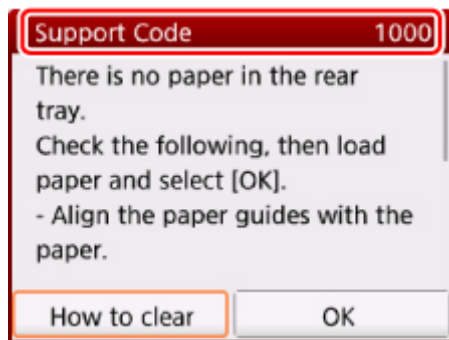 Support Code 1000
There is no paper in the rear
tray.
Check the following, then load
paper and select [OK].
- Align the paper guides with the
paper.
How to clear OK